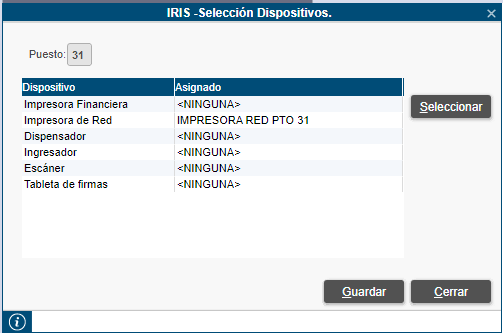 IRIS -Selección Dispositivos.
Puesto: 31
Dispositivo Asignado
Impresora Financiera <NINGUNA>
Impresora de Red IMPRESORA RED PTO 31
Dispensador <NINGUNA>
Ingresador <NINGUNA>
Escáner <NINGUNA>
Tableta de firmas <NINGUNA>
Seleccionar
Guardar Cerrar